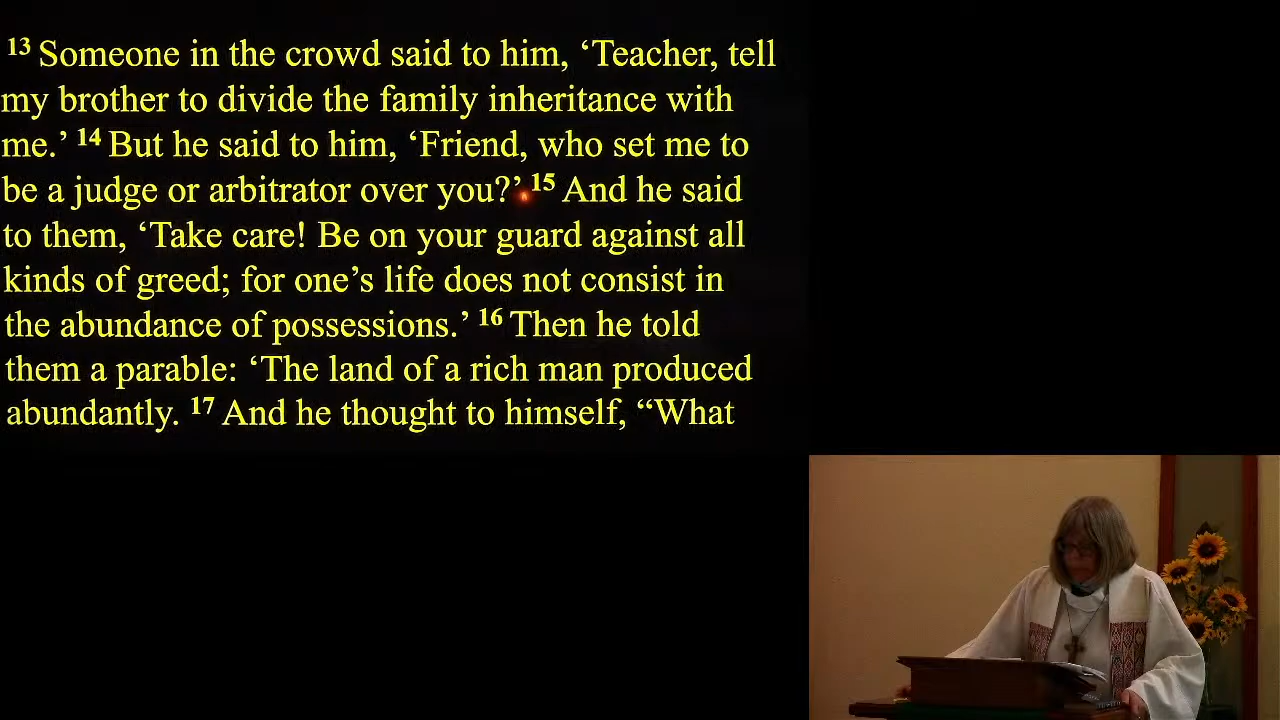 13 Someone in the crowd said to him, ‘Teacher, tell
my brother to divide the family inheritance with
me.’ 14 But he said to him, ‘Friend, who set me to
be a judge or arbitrator over you?’ 15 And he said
to them, ‘Take care! Be on your guard against all
kinds of greed; for one’s life does not consist in
the abundance of possessions.’ 16 Then he told
them a parable: ‘The land of a rich man produced
abundantly. 17 And he thought to himself, “What